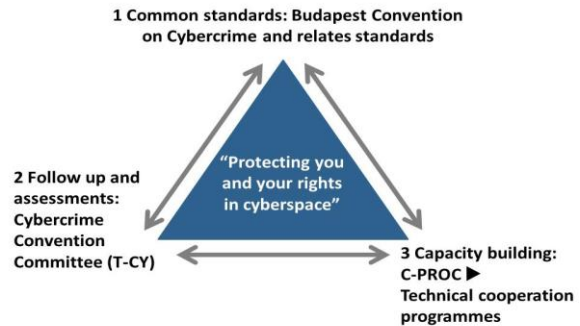 1 Common standards: Budapest Convention
on Cybercrime and relates standards
“Protecting you
and your rights
in cyberspace”
2 Follow up and
assessments:
Cybercrime
Convention
Committee (T-CY)
3 Capacity building:
C-PROC ▶
Technical cooperation
programmes